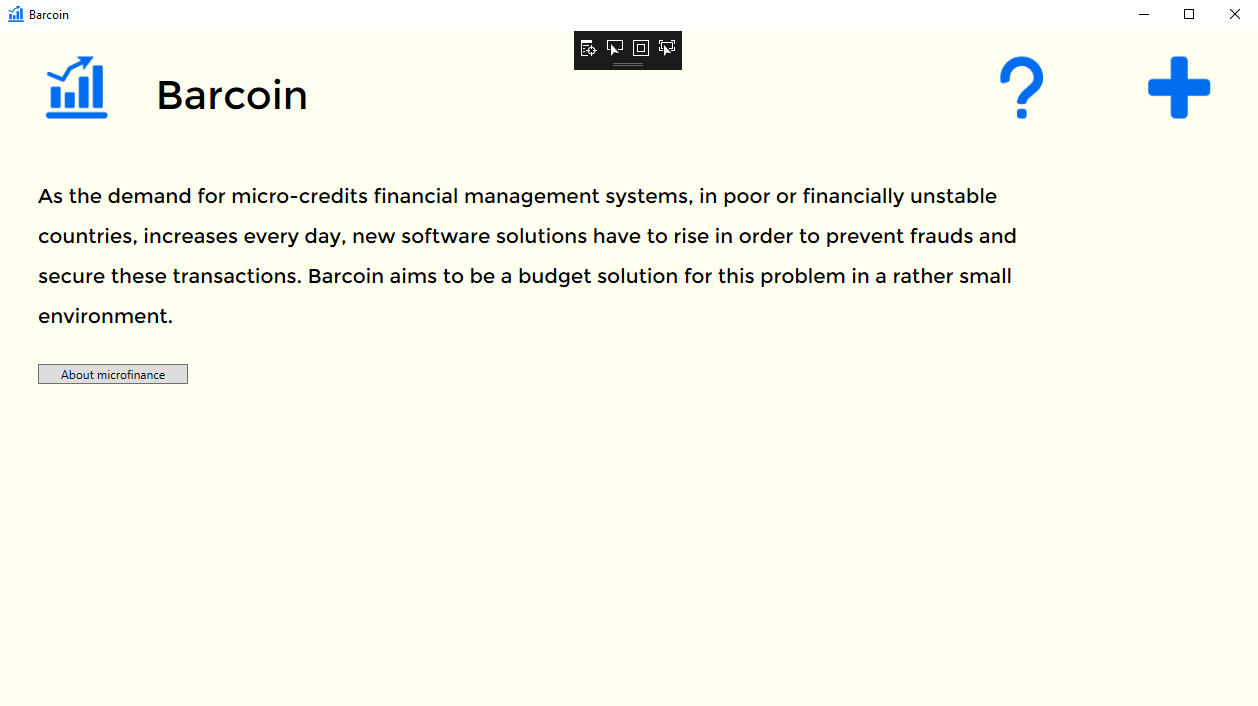 Barcoin
Barcoin
As the demand for micro-credits financial management systems, in poor or financially unstable
countries, increases every day, new software solutions have to rise in order to prevent frauds and
secure these transactions. Barcoin aims to be a budget solution for this problem in a rather small
environment.
About microfinance